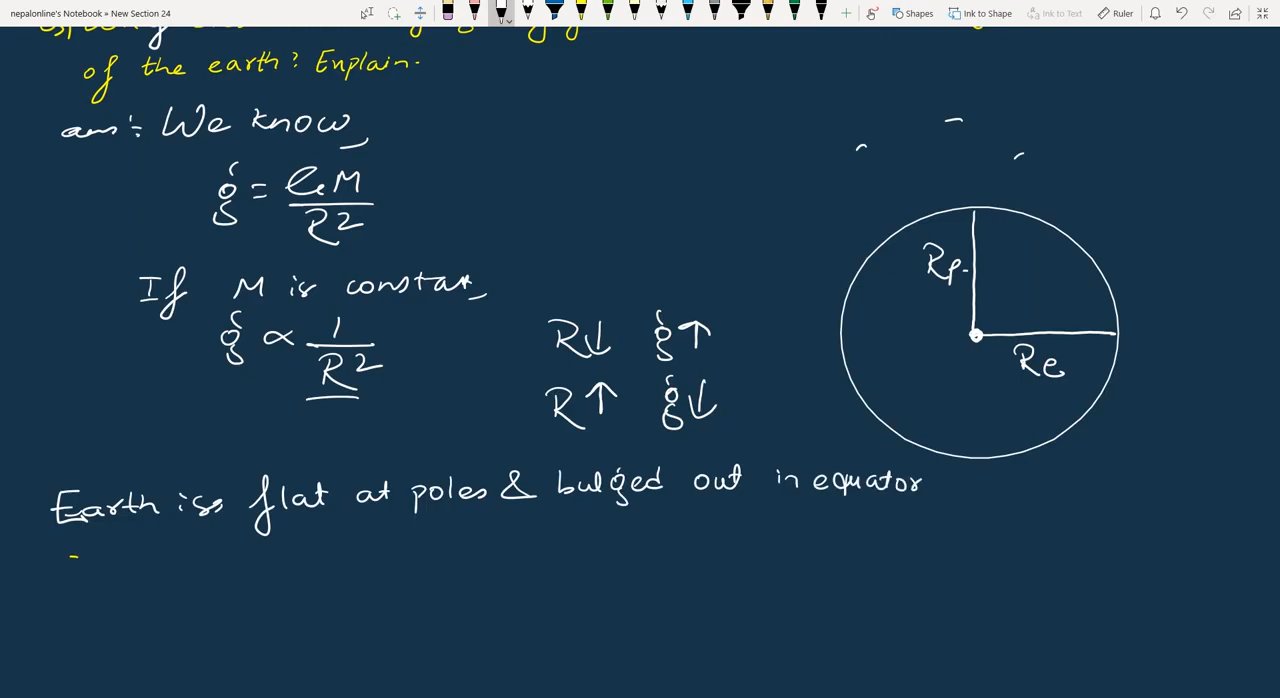 nepalonline's Notebook » New Section 24
Shapes
Ink to Shape
Ink to Text
Ruler
of the earth? Explain.
ans:- We know,
g = GM / R²
If M is constant,
g ∝ 1 / R²
R↓ g↑
R↑ g↓
Rp.
Re
Earth iss flat at poles & bulged out in equator